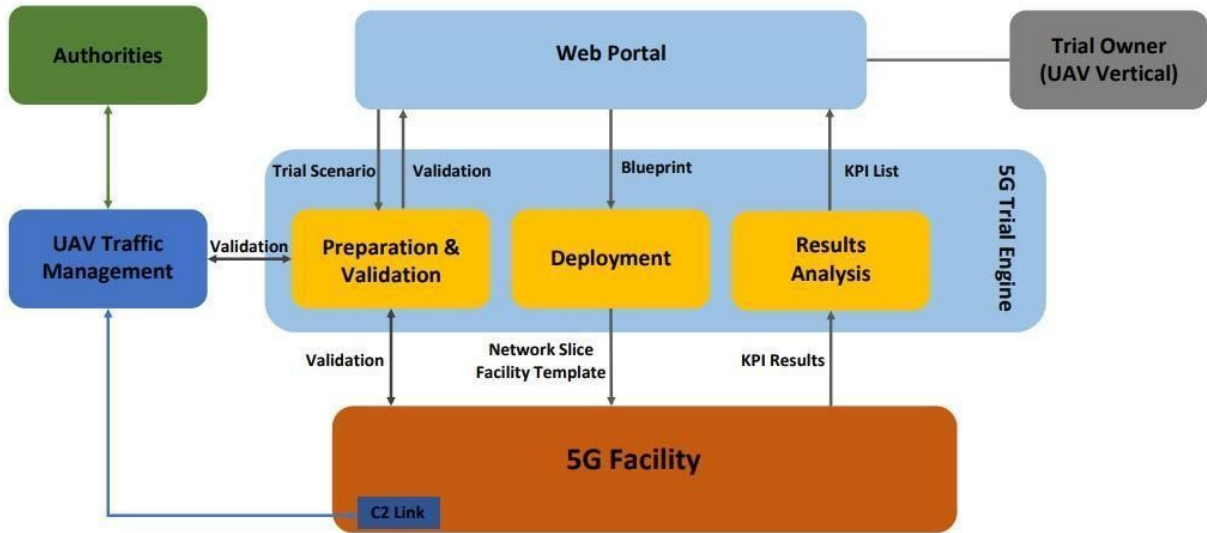 Authorities
Web Portal
Trial Owner
(UAV Vertical)
Trial Scenario
Validation
Blueprint
KPI List
5G Trial Engine
UAV Traffic
Management
Validation
Preparation &
Validation
Deployment
Results
Analysis
Validation
Network Slice
Facility Template
KPI Results
5G Facility
C2 Link